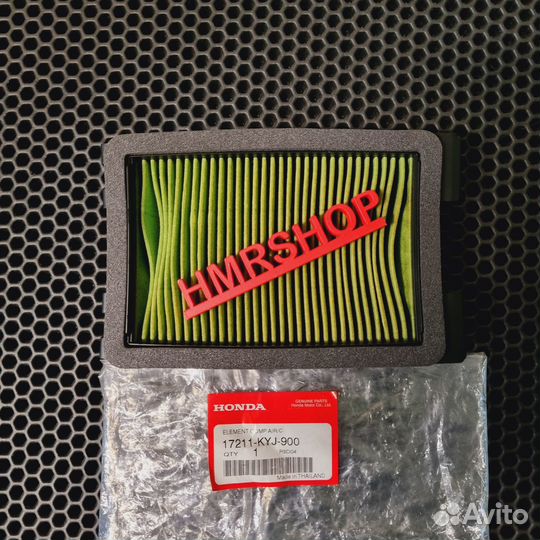 HMRSHOP
HONDA
GENUINE PARTS
Honda Motor Co., Ltd.
ELEMENT COMP, AIR/C
17211-KYJ-900
QTY 1
Made in THAILAND
Avito